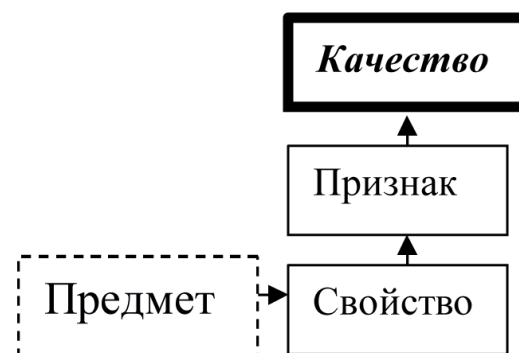 Качество
Признак
Предмет
Свойство